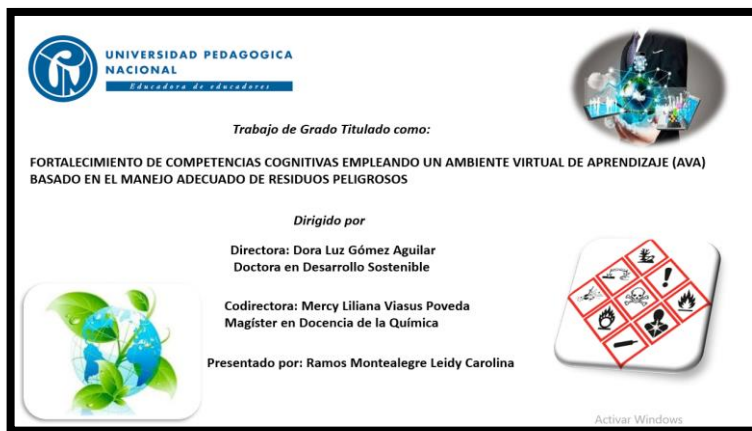 UNIVERSIDAD PEDAGOGICA
NACIONAL
Educadora de educadores
Trabajo de Grado Titulado como:
FORTALECIMIENTO DE COMPETENCIAS COGNITIVAS EMPLEANDO UN AMBIENTE VIRTUAL DE APRENDIZAJE (AVA)
BASADO EN EL MANEJO ADECUADO DE RESIDUOS PELIGROSOS
Dirigido por
Directora: Dora Luz Gómez Aguilar
Doctora en Desarrollo Sostenible
Codirectora: Mercy Liliana Viasus Poveda
Magíster en Docencia de la Química
Presentado por: Ramos Montealegre Leidy Carolina
Activar Windows